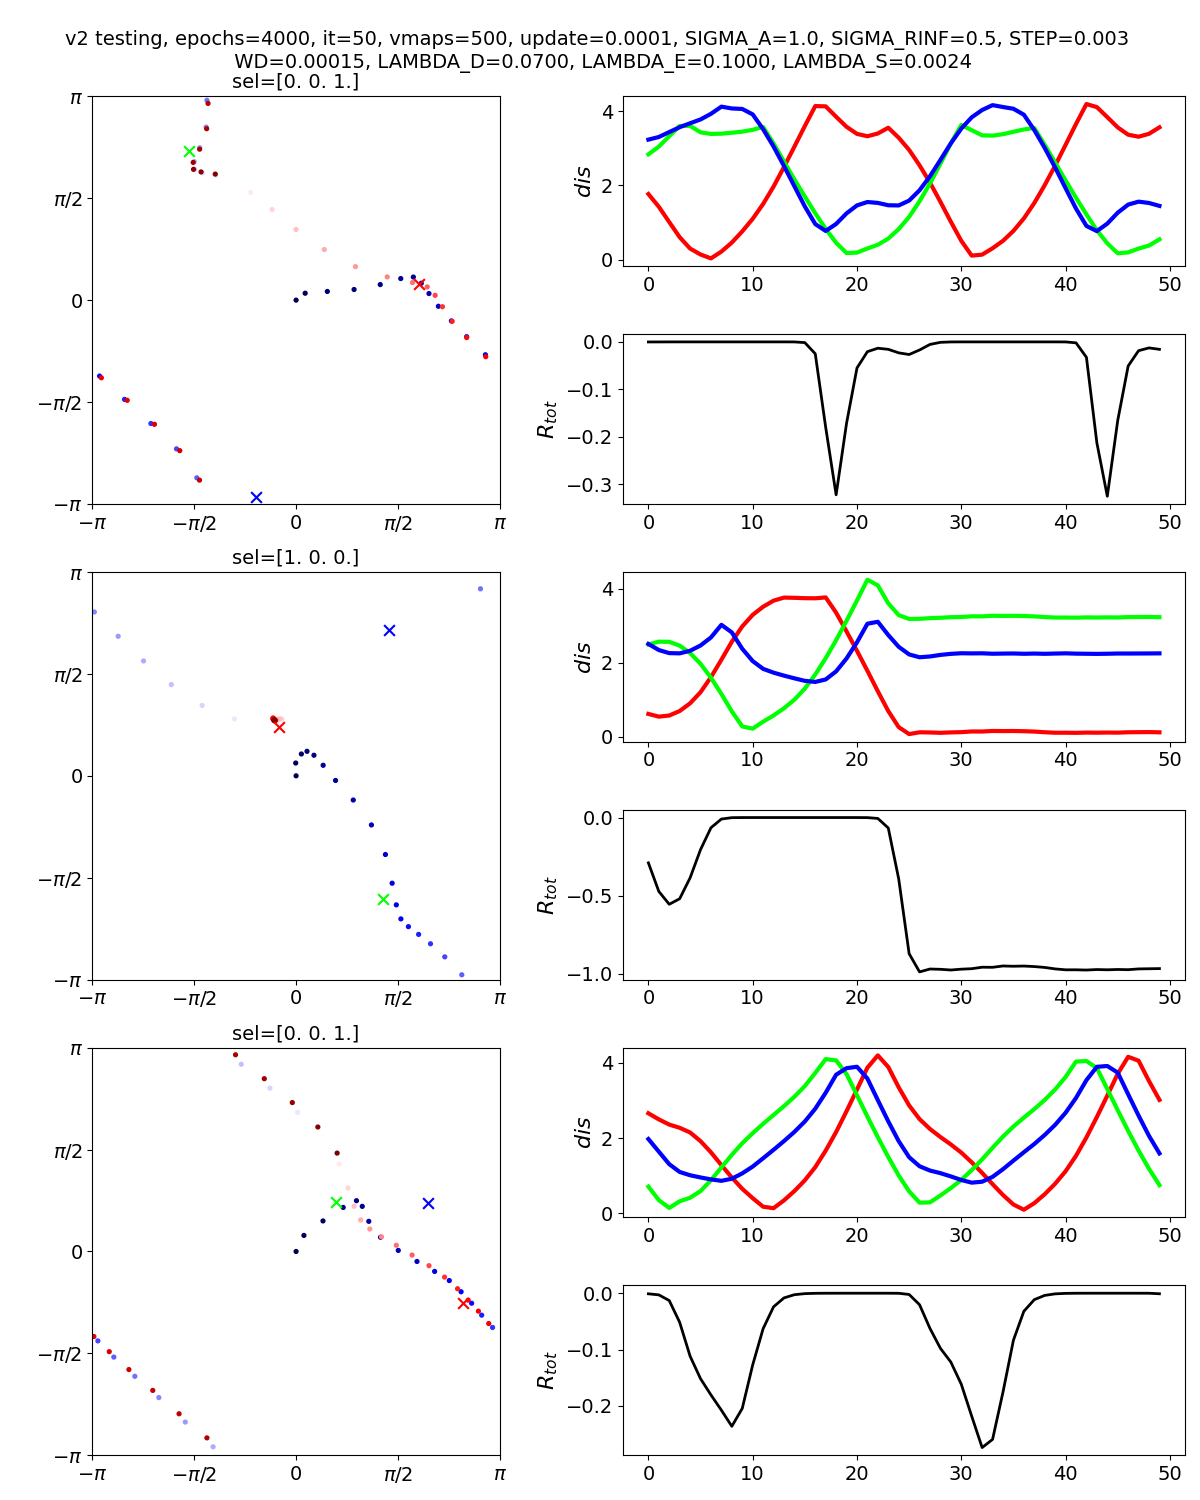 v2 testing, epochs=4000, it=50, vmaps=500, update=0.0001, SIGMA_A=1.0, SIGMA_RINF=0.5, STEP=0.003
WD=0.00015, LAMBDA_D=0.0700, LAMBDA_E=0.1000, LAMBDA_S=0.0024
sel=[0. 0. 1.]
π
π/2
0
−π/2
−π
−π −π/2 0 π/2 π
dis
4
2
0
0 10 20 30 40 50
R_tot
0.0
−0.1
−0.2
−0.3
0 10 20 30 40 50
sel=[1. 0. 0.]
π
π/2
0
−π/2
−π
−π −π/2 0 π/2 π
dis
4
2
0
0 10 20 30 40 50
R_tot
0.0
−0.5
−1.0
0 10 20 30 40 50
sel=[0. 0. 1.]
π
π/2
0
−π/2
−π
−π −π/2 0 π/2 π
dis
4
2
0
0 10 20 30 40 50
R_tot
0.0
−0.1
−0.2
0 10 20 30 40 50